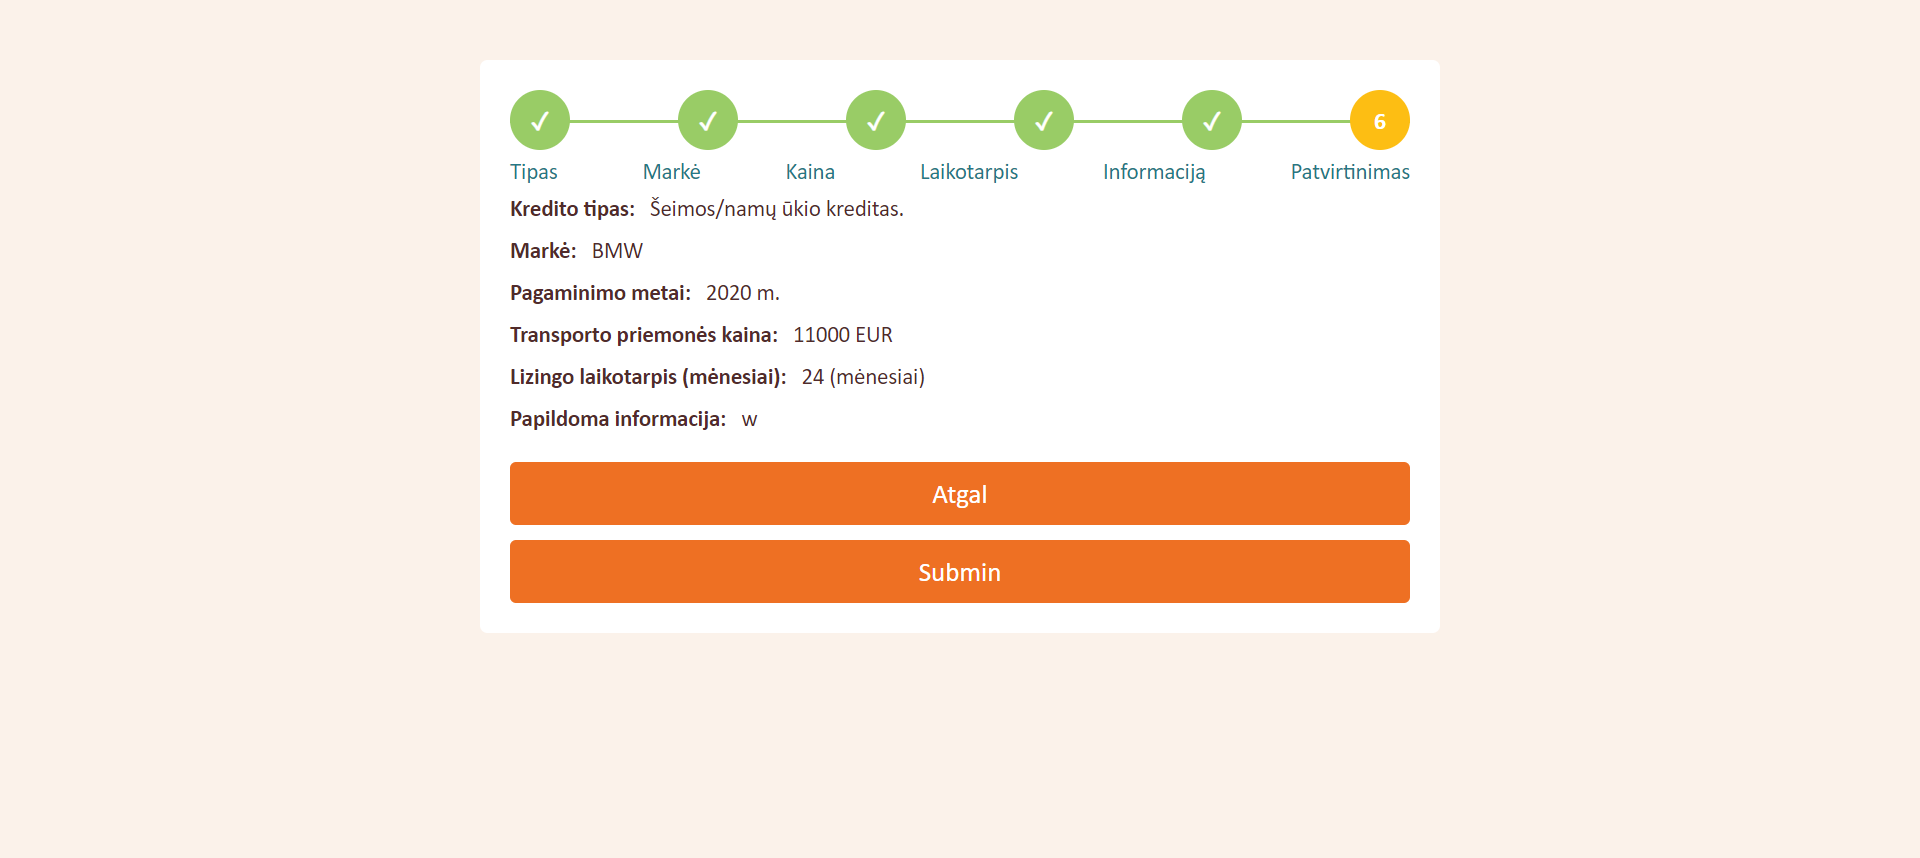 6
Tipas Markė Kaina Laikotarpis Informaciją Patvirtinimas
Kredito tipas: Šeimos/namų ūkio kreditas.
Markė: BMW
Pagaminimo metai: 2020 m.
Transporto priemonės kaina: 11000 EUR
Lizingo laikotarpis (mėnesiai): 24 (mėnesiai)
Papildoma informacija: w
Atgal
Submin